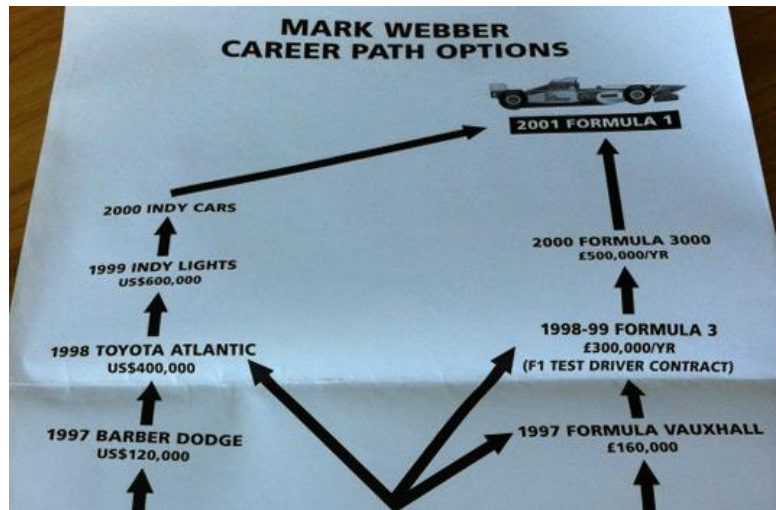 MARK WEBBER
CAREER PATH OPTIONS
2001 FORMULA 1
2000 INDY CARS
1999 INDY LIGHTS
US$600,000
1998 TOYOTA ATLANTIC
US$400,000
1997 BARBER DODGE
US$120,000
2000 FORMULA 3000
£500,000/YR
1998-99 FORMULA 3
£300,000/YR
(F1 TEST DRIVER CONTRACT)
1997 FORMULA VAUXHALL
£160,000